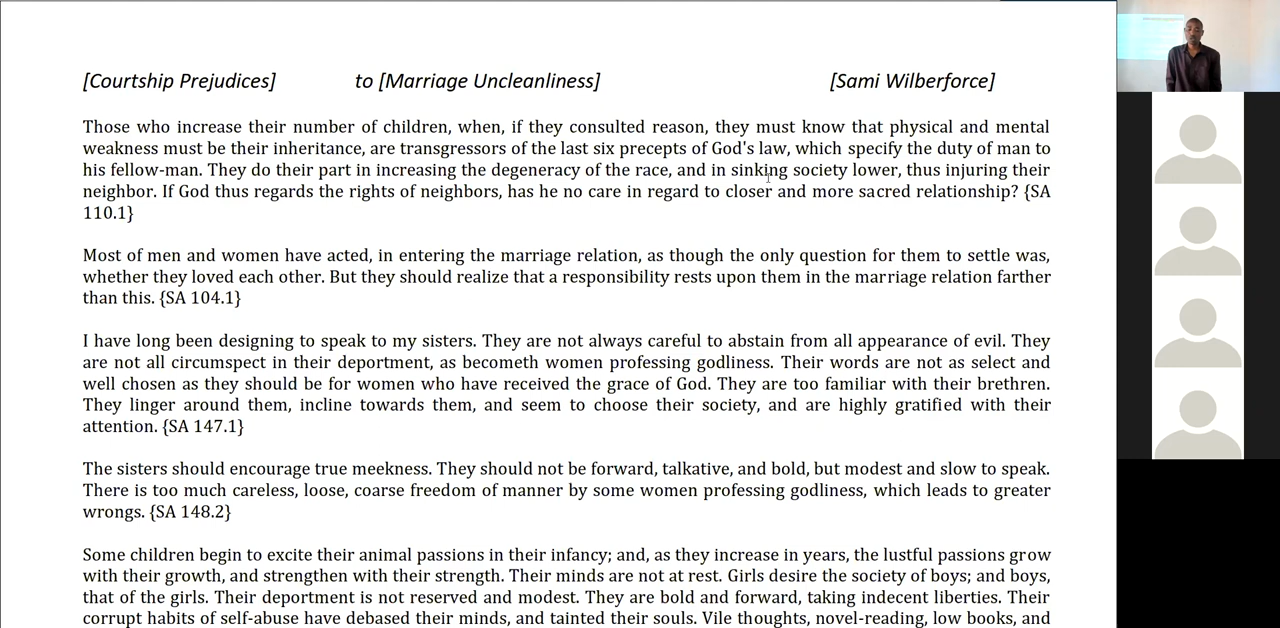 [Courtship Prejudices] to [Marriage Uncleanliness] [Sami Wilberforce]
Those who increase their number of children, when, if they consulted reason, they must know that physical and mental
weakness must be their inheritance, are transgressors of the last six precepts of God's law, which specify the duty of man to
his fellow-man. They do their part in increasing the degeneracy of the race, and in sinking society lower, thus injuring their
neighbor. If God thus regards the rights of neighbors, has he no care in regard to closer and more sacred relationship? {SA
110.1}
Most of men and women have acted, in entering the marriage relation, as though the only question for them to settle was,
whether they loved each other. But they should realize that a responsibility rests upon them in the marriage relation farther
than this. {SA 104.1}
I have long been designing to speak to my sisters. They are not always careful to abstain from all appearance of evil. They
are not all circumspect in their deportment, as becometh women professing godliness. Their words are not as select and
well chosen as they should be for women who have received the grace of God. They are too familiar with their brethren.
They linger around them, incline towards them, and seem to choose their society, and are highly gratified with their
attention. {SA 147.1}
The sisters should encourage true meekness. They should not be forward, talkative, and bold, but modest and slow to speak.
There is too much careless, loose, coarse freedom of manner by some women professing godliness, which leads to greater
wrongs. {SA 148.2}
Some children begin to excite their animal passions in their infancy; and, as they increase in years, the lustful passions grow
with their growth, and strengthen with their strength. Their minds are not at rest. Girls desire the society of boys; and boys,
that of the girls. Their deportment is not reserved and modest. They are bold and forward, taking indecent liberties. Their
corrupt habits of self-abuse have debased their minds, and tainted their souls. Vile thoughts, novel-reading, low books, and